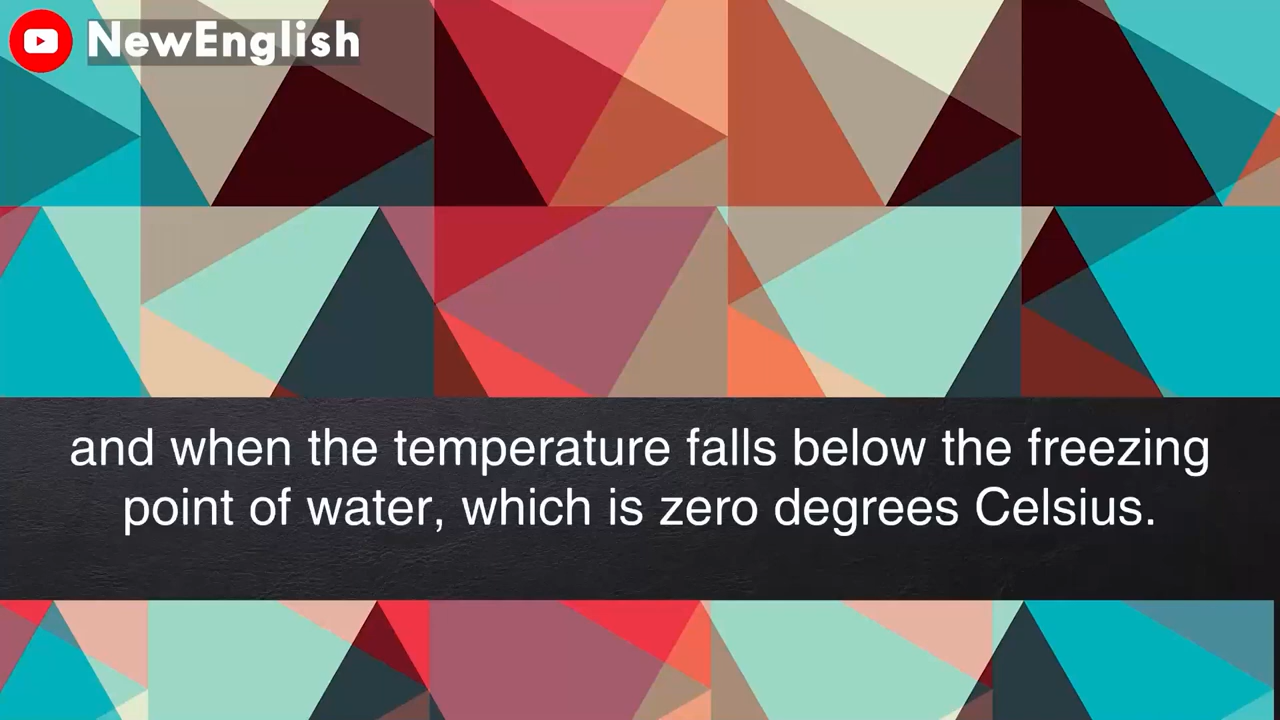 NewEnglish
and when the temperature falls below the freezing
point of water, which is zero degrees Celsius.